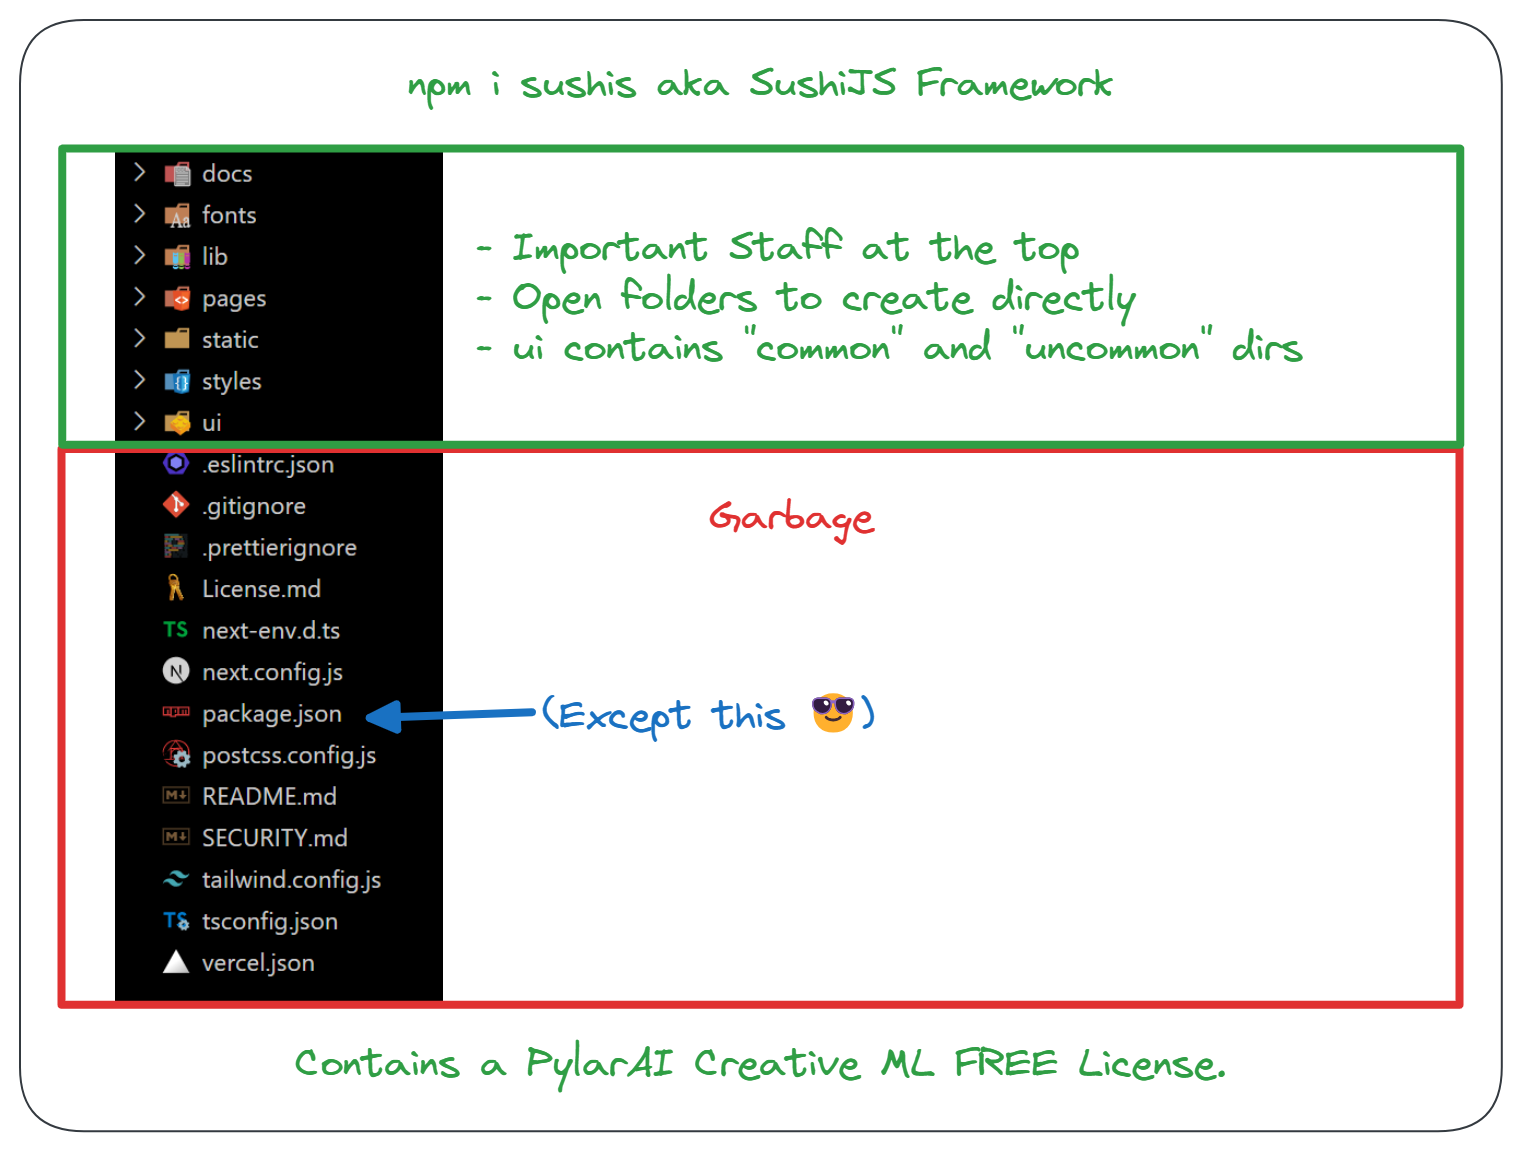 npm i sushis aka SushiJS Framework
docs
fonts
lib
pages
static
styles
ui
- Important Staff at the top
- Open folders to create directly
- ui contains "common" and "uncommon" dirs
.eslintrc.json
.gitignore
.prettierignore
License.md
next-env.d.ts
next.config.js
package.json
postcss.config.js
README.md
SECURITY.md
tailwind.config.js
tsconfig.json
vercel.json
Garbage
(Except this 😎)
Contains a PylarAI Creative ML FREE License.